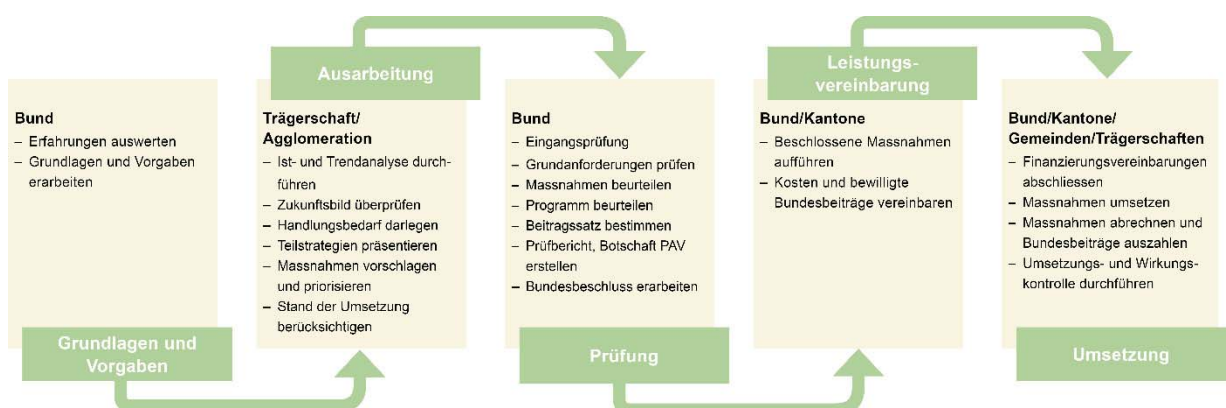 Grundlagen und
Vorgaben
Bund
– Erfahrungen auswerten
– Grundlagen und Vorgaben
erarbeiten
Ausarbeitung
Trägerschaft/
Agglomeration
– Ist- und Trendanalyse durch-
führen
– Zukunftsbild überprüfen
– Handlungsbedarf darlegen
– Teilstrategien präsentieren
– Massnahmen vorschlagen
und priorisieren
– Stand der Umsetzung
berücksichtigen
Prüfung
Bund
– Eingangsprüfung
– Grundanforderungen prüfen
– Massnahmen beurteilen
– Programm beurteilen
– Beitragssatz bestimmen
– Prüfbericht, Botschaft PAV
erstellen
– Bundesbeschluss erarbeiten
Leistungs-
vereinbarung
Bund/Kantone
– Beschlossene Massnahmen
aufführen
– Kosten und bewilligte
Bundesbeiträge vereinbaren
Umsetzung
Bund/Kantone/
Gemeinden/Trägerschaften
– Finanzierungsvereinbarungen
abschliessen
– Massnahmen umsetzen
– Massnahmen abrechnen und
Bundesbeiträge auszahlen
– Umsetzungs- und Wirkungs-
kontrolle durchführen